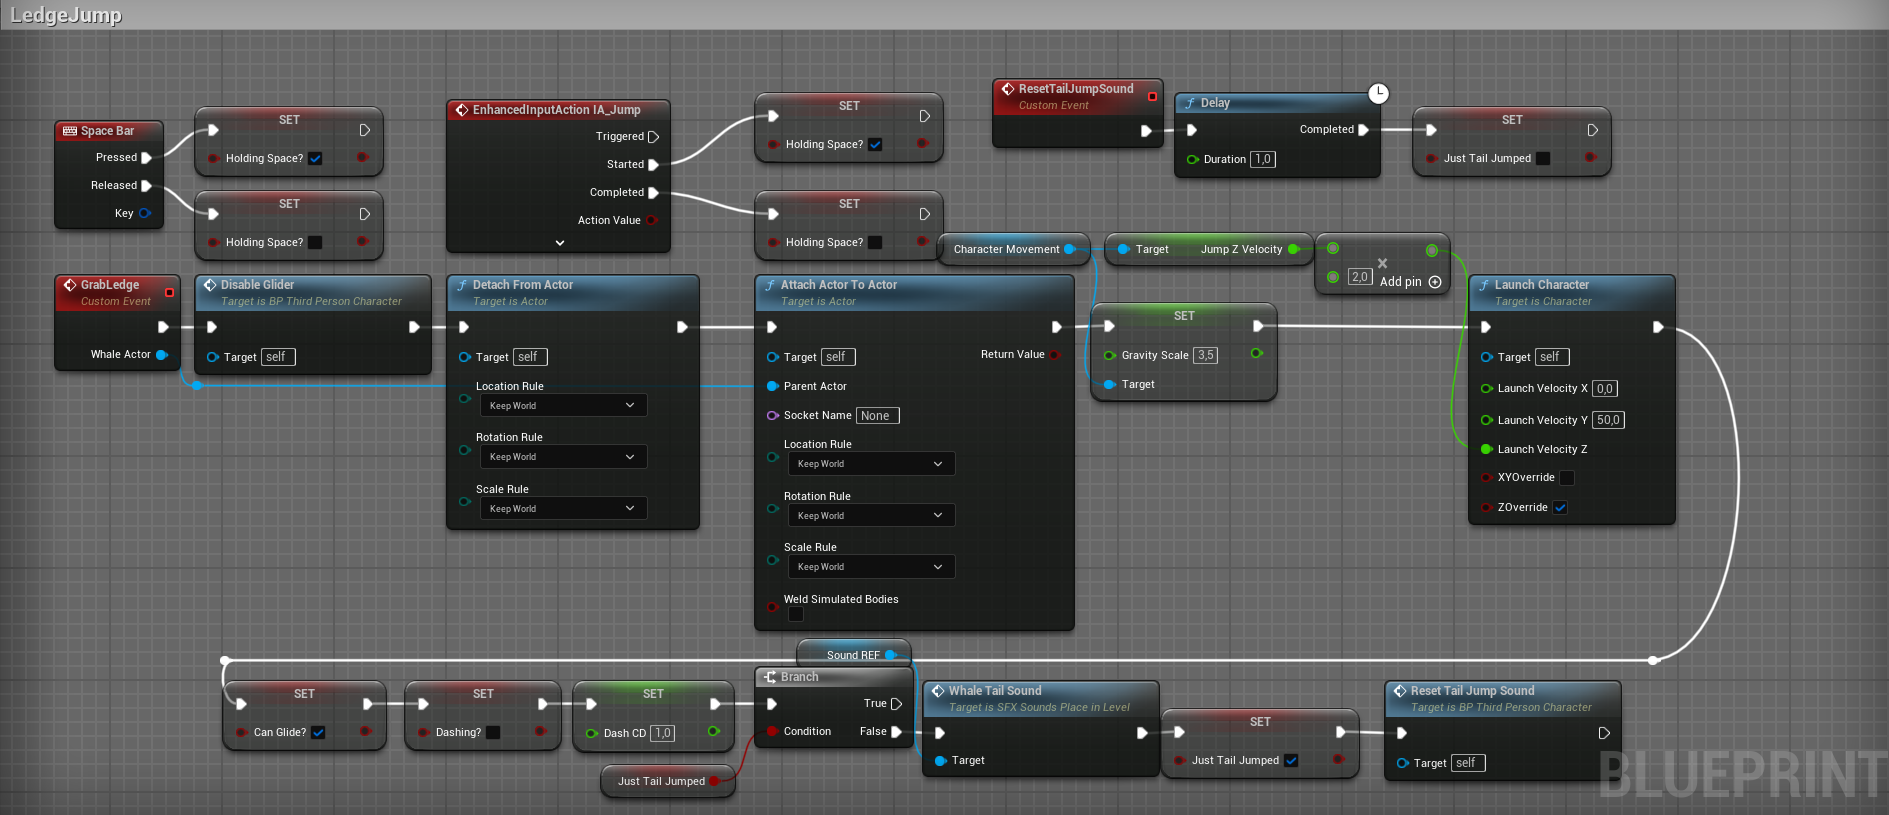 LedgeJump
Space Bar
Pressed
Released
Key
SET
Holding Space?
SET
Holding Space?
EnhancedInputAction IA_Jump
Triggered
Started
Completed
Action Value
SET
Holding Space?
SET
Holding Space?
ResetTailJumpSound
Custom Event
Delay
Completed
Duration 1,0
SET
Just Tail Jumped
Character Movement
Target Jump Z Velocity
2,0
Add pin
GrabLedge
Custom Event
Whale Actor
Disable Glider
Target is BP Third Person Character
Target self
Detach From Actor
Target is Actor
Target self
Location Rule
Keep World
Rotation Rule
Keep World
Scale Rule
Keep World
Attach Actor To Actor
Target is Actor
Target self
Return Value
Parent Actor
Socket Name None
Location Rule
Keep World
Rotation Rule
Keep World
Scale Rule
Keep World
Weld Simulated Bodies
SET
Gravity Scale 3,5
Target
Launch Character
Target is Character
Target self
Launch Velocity X 0,0
Launch Velocity Y 50,0
Launch Velocity Z
XYOverride
ZOverride
SET
Can Glide?
SET
Dashing?
SET
Dash CD 1,0
Just Tail Jumped
Sound REF
Branch
True
Condition False
Whale Tail Sound
Target is SFX Sounds Place in Level
Target
SET
Just Tail Jumped
Reset Tail Jump Sound
Target is BP Third Person Character
Target self
BLUEPRINT